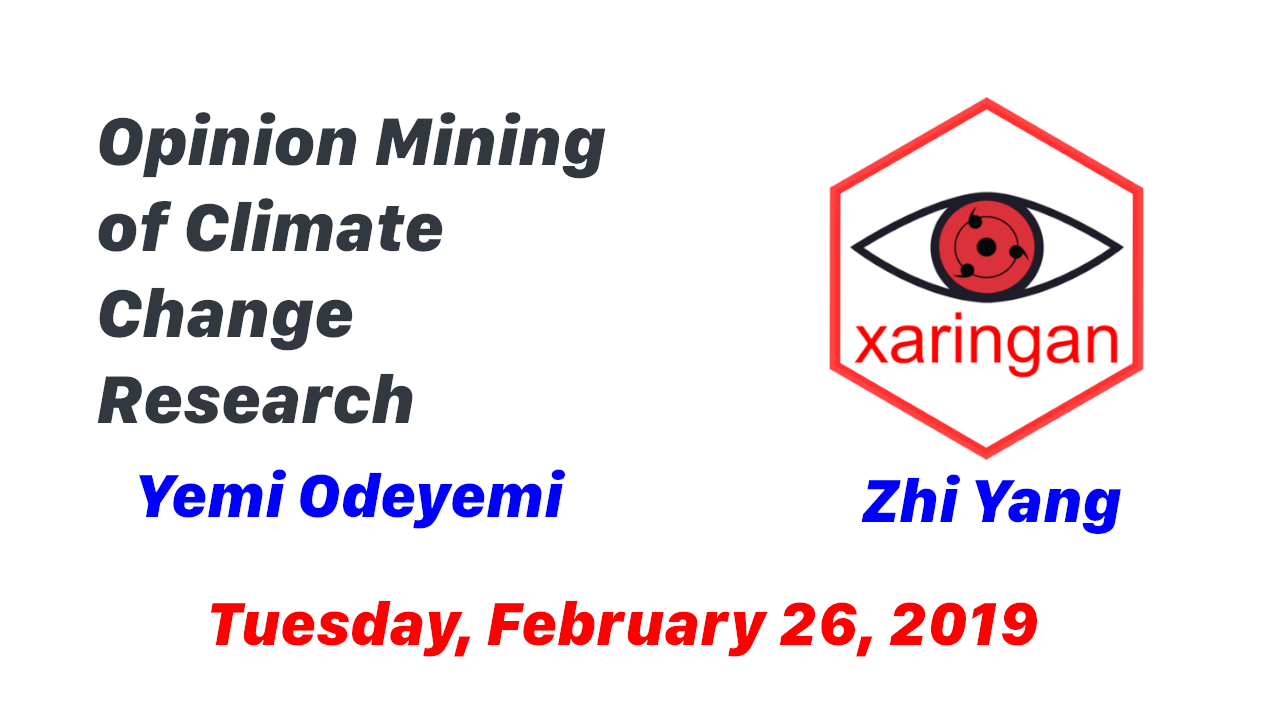 Opinion Mining
of Climate
Change
Research
Yemi Odeyemi
xaringan
Zhi Yang
Tuesday, February 26, 2019